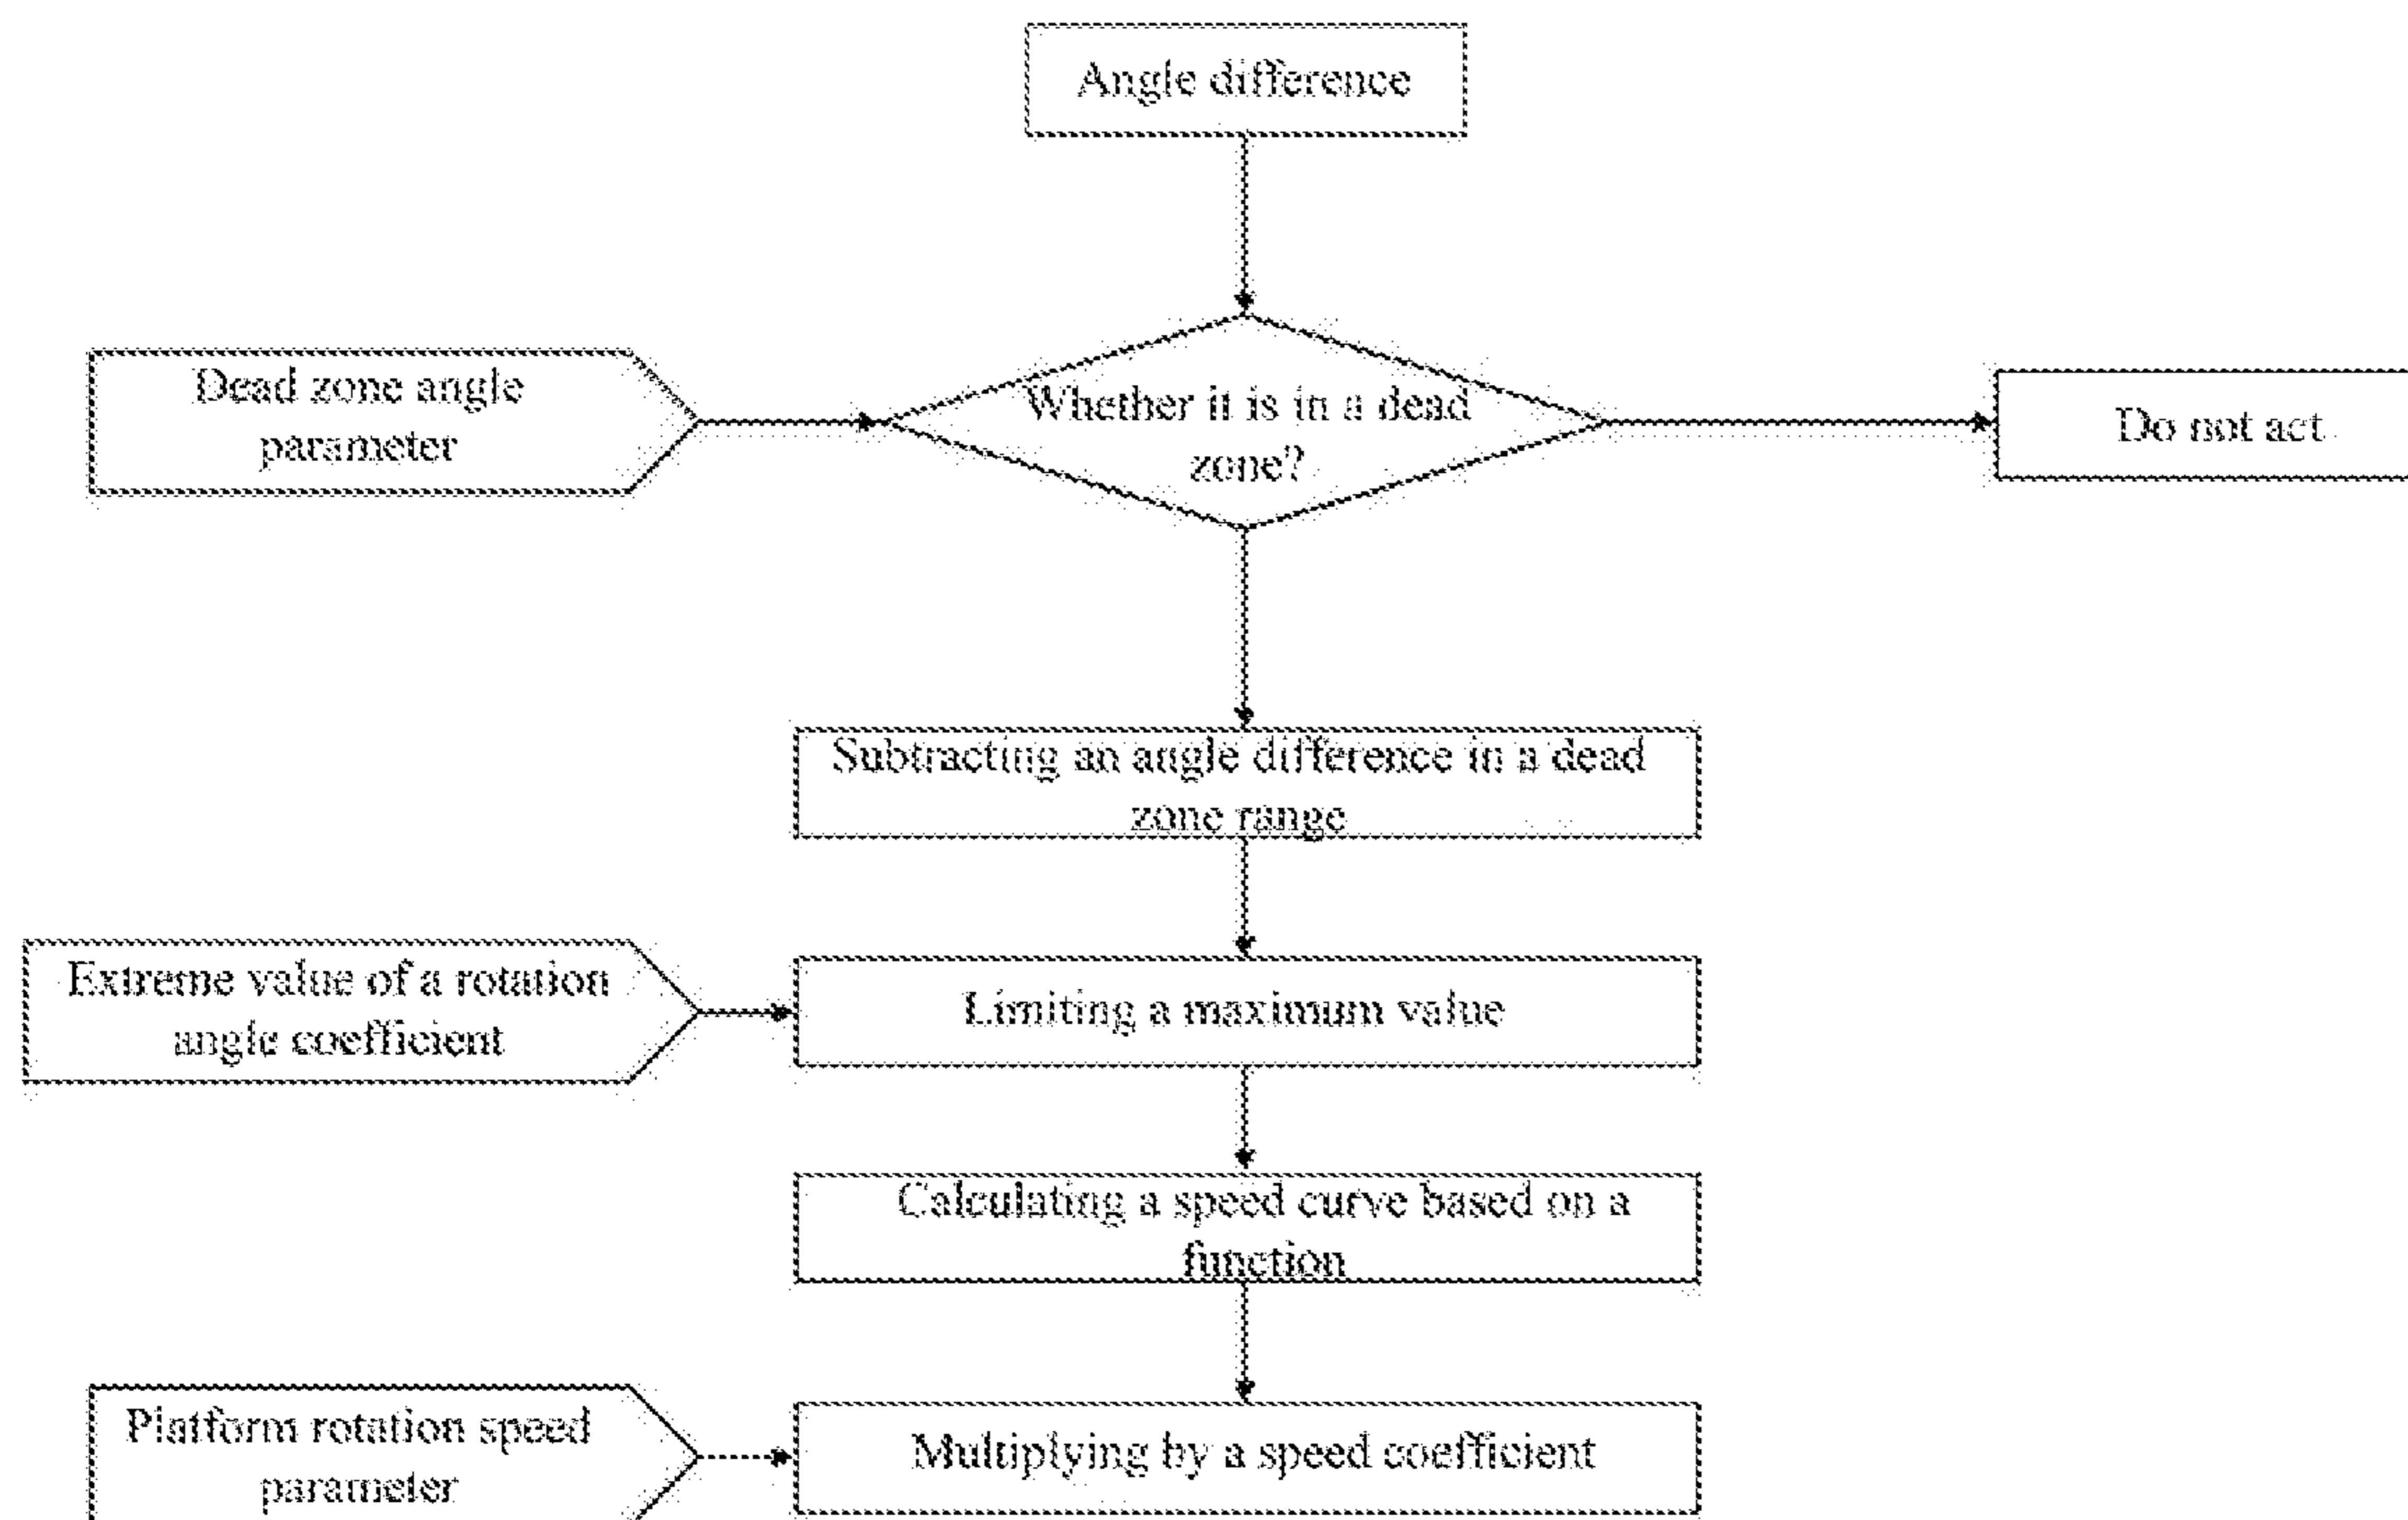 Angle difference
Dead zone angle
parameter
Whether it is in a dead
zone?
Do not act
Subtracting an angle difference in a dead
zone range
Extreme value of a rotation
angle coefficient
Limiting a maximum value
Calculating a speed curve based on a
function
Platform rotation speed
parameter
Multiplying by a speed coefficient